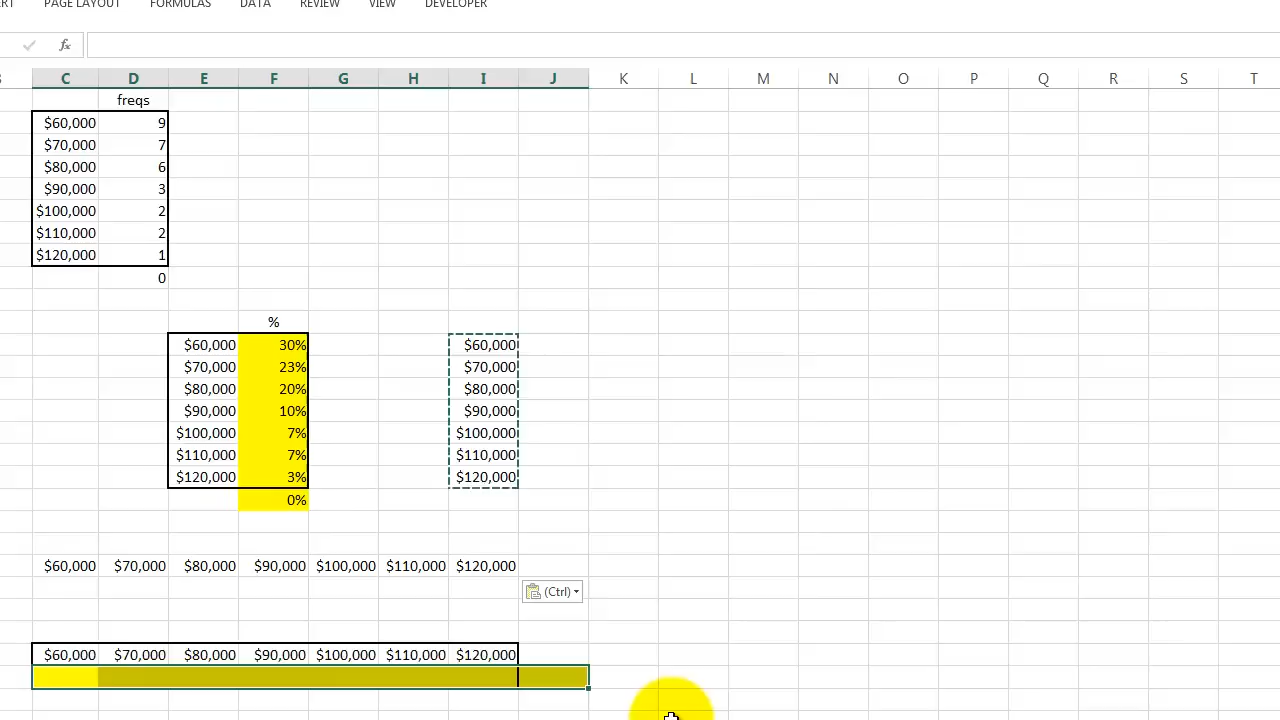 RT PAGE LAYOUT FORMULAS DATA REVIEW VIEW DEVELOPER
fx
C D E F G H I J K L M N O P Q R S T
freqs
$60,000 9
$70,000 7
$80,000 6
$90,000 3
$100,000 2
$110,000 2
$120,000 1
0
%
$60,000 30% $60,000
$70,000 23% $70,000
$80,000 20% $80,000
$90,000 10% $90,000
$100,000 7% $100,000
$110,000 7% $110,000
$120,000 3% $120,000
0%
$60,000 $70,000 $80,000 $90,000 $100,000 $110,000 $120,000
(Ctrl)
$60,000 $70,000 $80,000 $90,000 $100,000 $110,000 $120,000